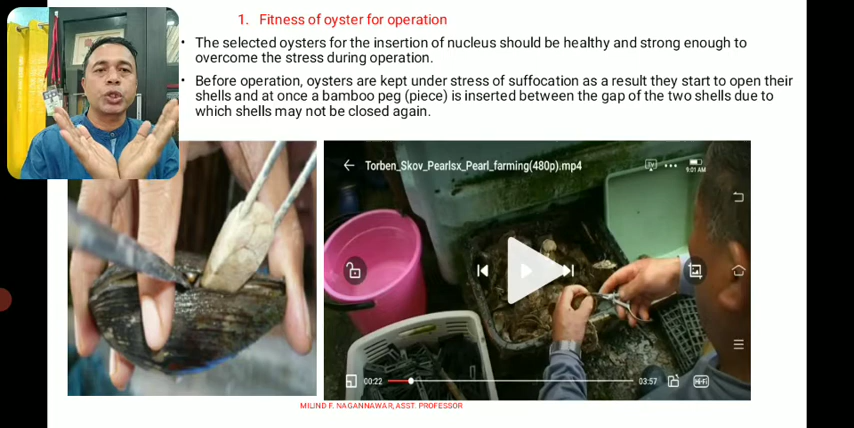 1. Fitness of oyster for operation
• The selected oysters for the insertion of nucleus should be healthy and strong enough to
overcome the stress during operation.
• Before operation, oysters are kept under stress of suffocation as a result they start to open their
shells and at once a bamboo peg (piece) is inserted between the gap of the two shells due to
which shells may not be closed again.
Torben_Skov_Pearlsx_Pearl_farming(480p).mp4
9:01 AM
00:22
03:57
MILIND F. NAGANNAWAR, ASST. PROFESSOR